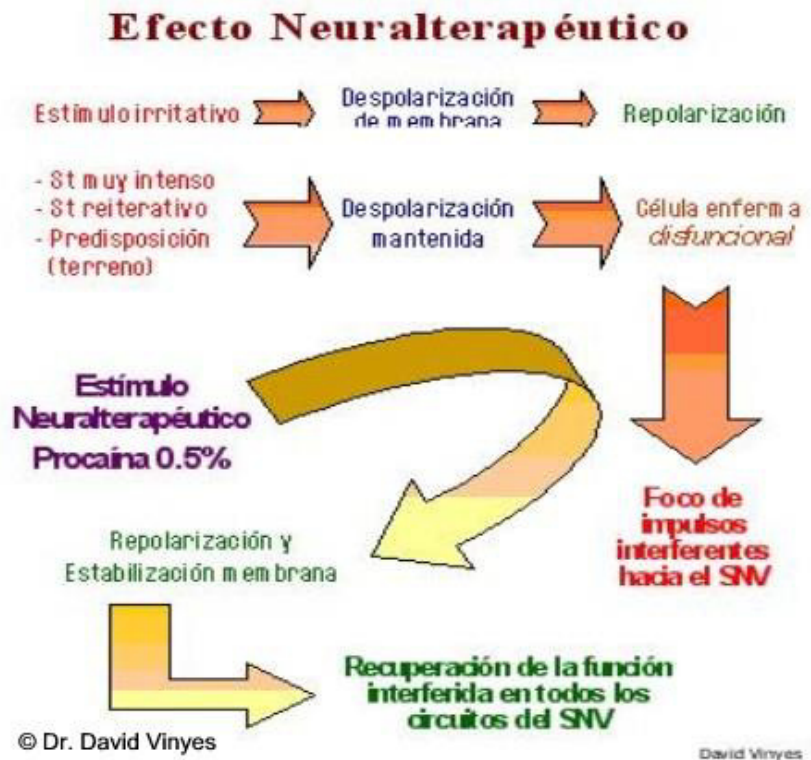 Efecto Neuralterapéutico
Estímulo irritativo
Despolarización
de membrana
Repolarización
- St muy intenso
- St reiterativo
- Predisposición
(terreno)
Despolarización
mantenida
Célula enferma
disfuncional
Estímulo
Neuralterapéutico
Procaína 0.5%
Foco de
impulsos
interferentes
hacia el SNV
Repolarización y
Estabilización membrana
Recuperación de la función
interferida en todos los
circuitos del SNV
© Dr. David Vinyes
David Vinyes